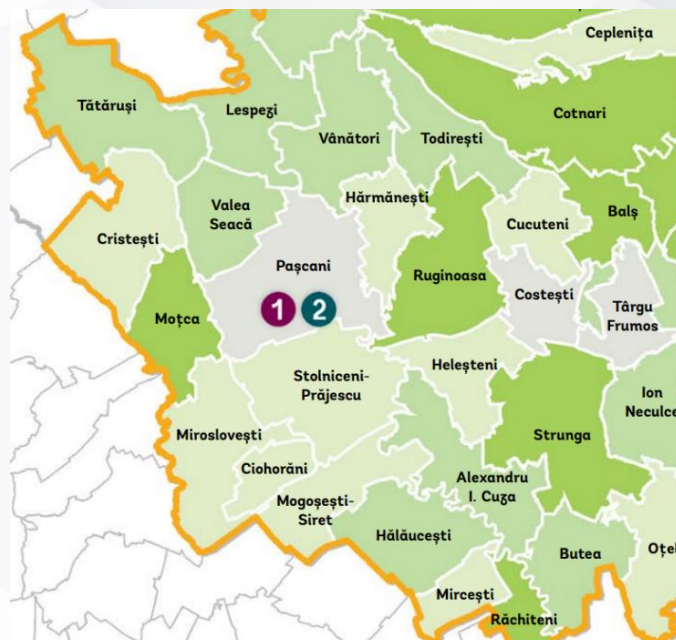 Ceplenița
Tătăruși
Lespezi
Cotnari
Vânători
Todirești
Hărmănești
Valea
Seacă
Balș
Cucuteni
Cristești
Pașcani
Ruginoasa
Costești
Târgu
Frumos
1 2
Moțca
Heleșteni
Stolniceni-
Prăjescu
Ion
Neculce
Miroslovești
Strunga
Ciohorăni
Alexandru
I. Cuza
Mogoșești-
Siret
Hălăucești
Butea
Oțel
Mircești
Răchiteni